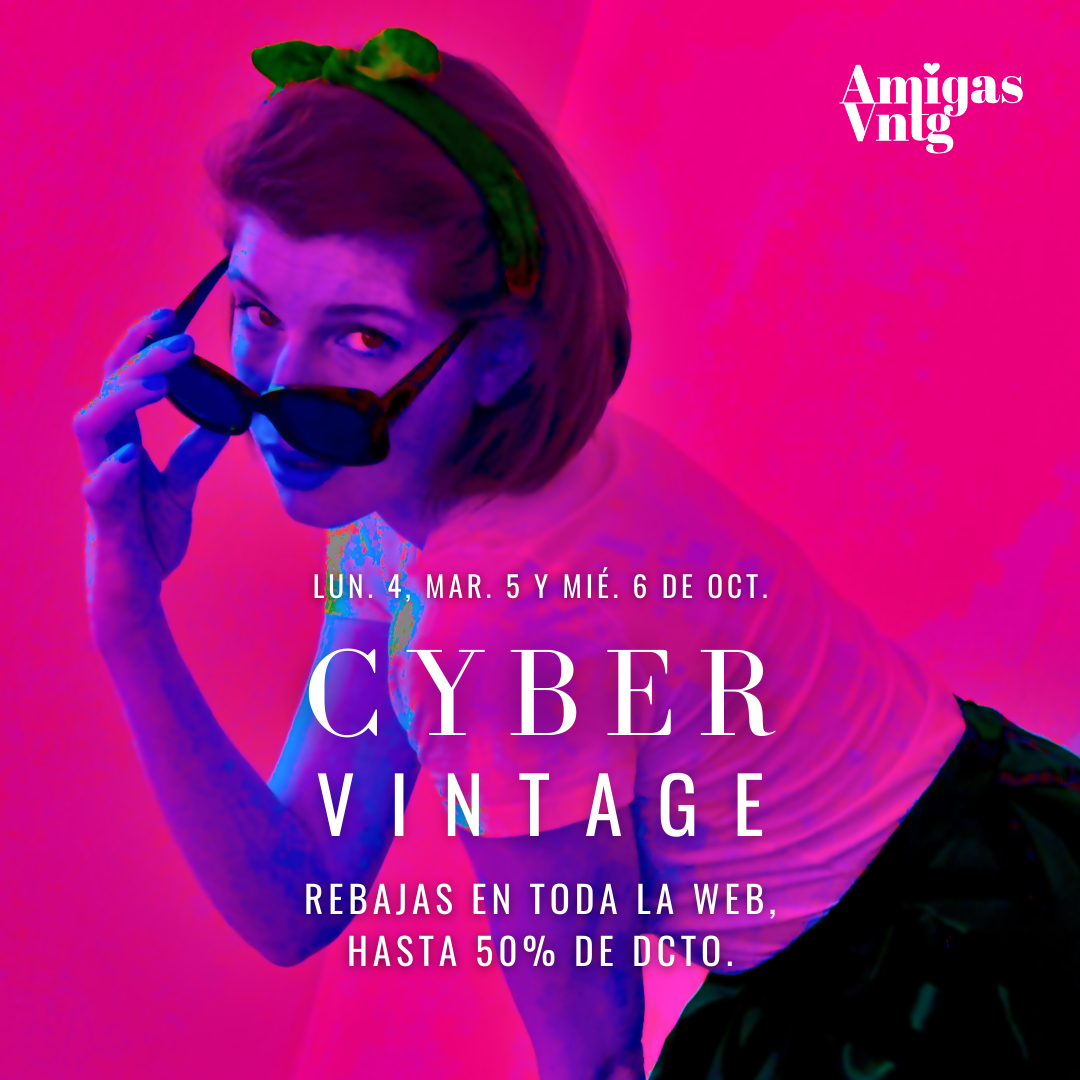 Amigas
Vntg
LUN. 4, MAR. 5 Y MIÉ. 6 DE OCT.
CYBER
VINTAGE
REBAJAS EN TODA LA WEB,
HASTA 50% DE DCTO.